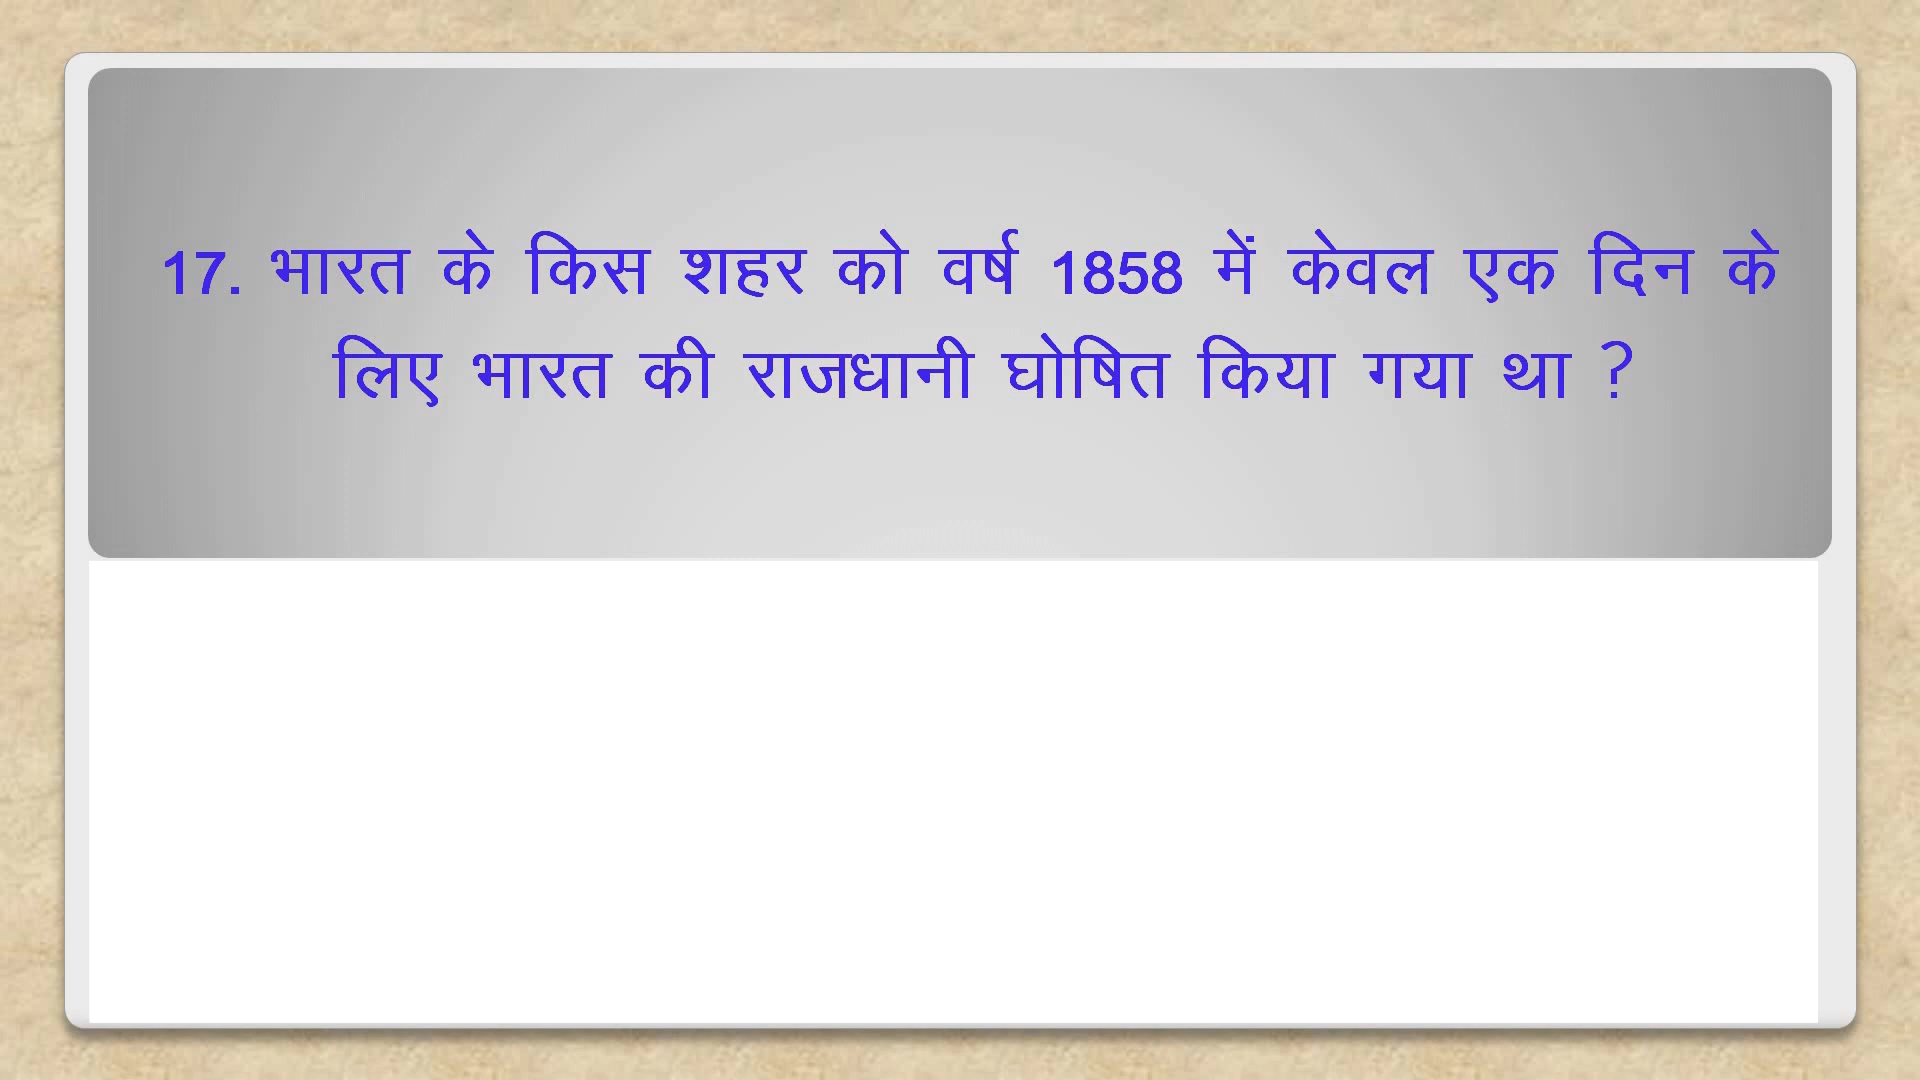 17. भारत के किस शहर को वर्ष 1858 में केवल एक दिन के
लिए भारत की राजधानी घोषित किया गया था ?